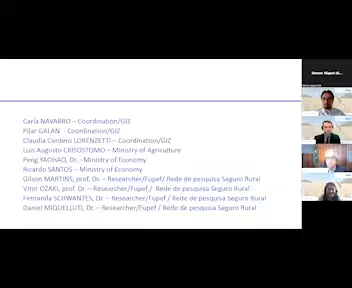 Carla NAVARRO – Coordination/GIZ
Pilar GALAN - Coordination/GIZ
Claudia Cordero LORENZETTI – Coordination/GIZ
Luis Augusto CRISOSTOMO – Ministry of Agriculture
Peng YAOHAO, Dr. –Ministry of Economy
Ricardo SANTOS – Ministry of Economy
Gilson MARTINS, prof. Dr. – Researcher/Fupef/ Rede de pesquisa Seguro Rural
Vitor OZAKI, prof. Dr. – Researcher/Fupef / Rede de pesquisa Seguro Rural
Fernanda SCHWANTES, Dr. – Researcher/Fupef / Rede de pesquisa Seguro Rural
Daniel MIQUELLUTI, Dr. – Researcher/Fupef / Rede de pesquisa Seguro Rural